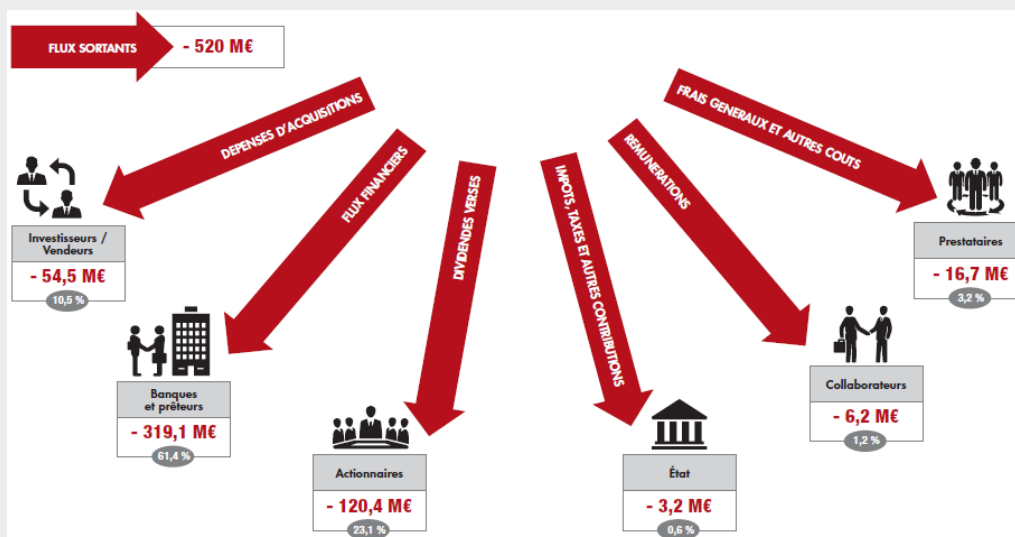 FLUX SORTANTS
- 520 M€
DEPENSES D'ACQUISITIONS
FLUX FINANCIERS
DIVIDENDES VERSES
IMPOTS, TAXES ET AUTRES CONTRIBUTIONS
REMUNERATIONS
FRAIS GENERAUX ET AUTRES COUTS
Investisseurs /
Vendeurs
- 54,5 M€
10,5 %
Banques
et prêteurs
- 319,1 M€
61,4 %
Actionnaires
- 120,4 M€
23,1 %
État
- 3,2 M€
0,6 %
Collaborateurs
- 6,2 M€
1,2 %
Prestataires
- 16,7 M€
3,2 %